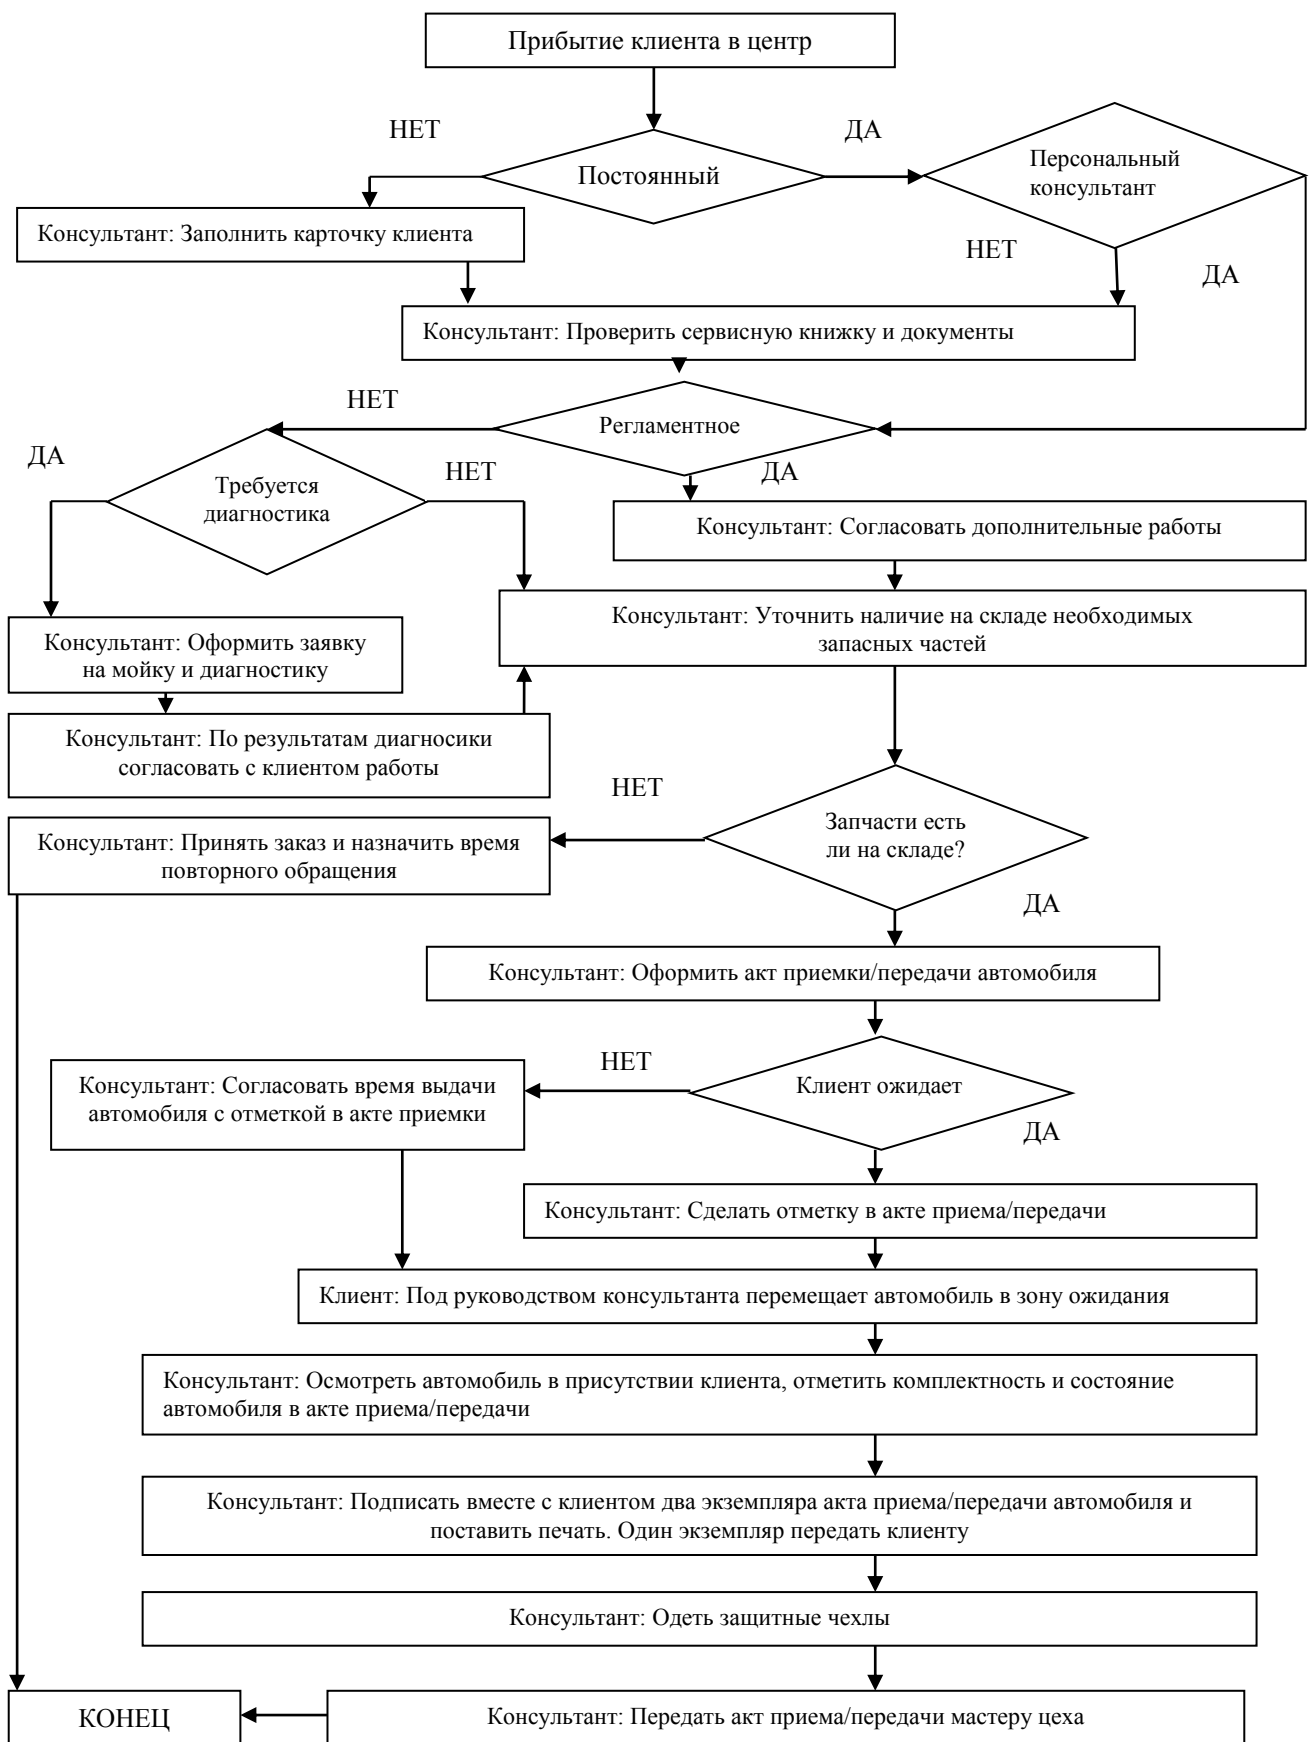 Прибытие клиента в центр
НЕТ
ДА
Постоянный
Персональный
консультант
Консультант: Заполнить карточку клиента
НЕТ
ДА
Консультант: Проверить сервисную книжку и документы
НЕТ
Регламентное
ДА
НЕТ
ДА
Требуется
диагностика
Консультант: Согласовать дополнительные работы
Консультант: Уточнить наличие на складе необходимых
запасных частей
Консультант: Оформить заявку
на мойку и диагностику
Консультант: По результатам диагносики
согласовать с клиентом работы
НЕТ
Запчасти есть
ли на складе?
Консультант: Принять заказ и назначить время
повторного обращения
ДА
Консультант: Оформить акт приемки/передачи автомобиля
НЕТ
Клиент ожидает
Консультант: Согласовать время выдачи
автомобиля с отметкой в акте приемки
ДА
Консультант: Сделать отметку в акте приема/передачи
Клиент: Под руководством консультанта перемещает автомобиль в зону ожидания
Консультант: Осмотреть автомобиль в присутствии клиента, отметить комплектность и состояние
автомобиля в акте приема/передачи
Консультант: Подписать вместе с клиентом два экземпляра акта приема/передачи автомобиля и
поставить печать. Один экземпляр передать клиенту
Консультант: Одеть защитные чехлы
КОНЕЦ
Консультант: Передать акт приема/передачи мастеру цеха